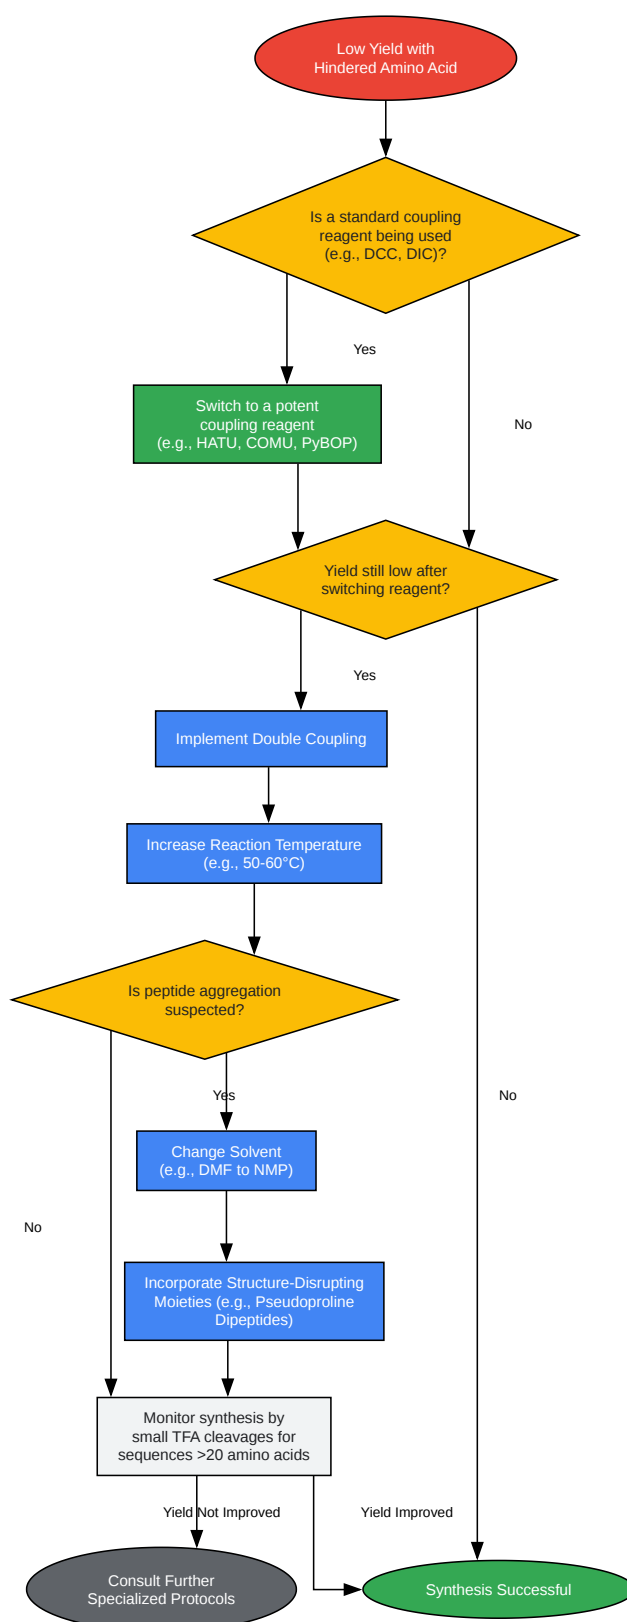 Low Yield with
Hindered Amino Acid
Is a standard coupling
reagent being used
(e.g., DCC, DIC)?
Yes
Switch to a potent
coupling reagent
(e.g., HATU, COMU, PyBOP)
No
Yield still low after
switching reagent?
Yes
Implement Double Coupling
Increase Reaction Temperature
(e.g., 50-60°C)
Is peptide aggregation
suspected?
Yes
No
Change Solvent
(e.g., DMF to NMP)
No
Incorporate Structure-Disrupting
Moieties (e.g., Pseudoproline
Dipeptides)
Monitor synthesis by
small TFA cleavages for
sequences >20 amino acids
Yield Not Improved
Yield Improved
Consult Further
Specialized Protocols
Synthesis Successful